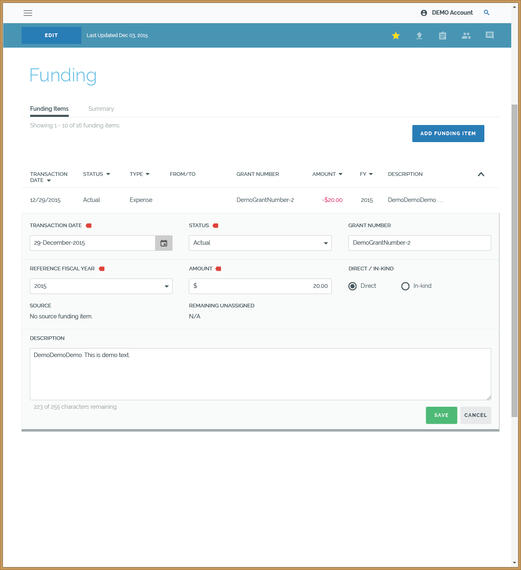 DEMO Account
EDIT
Last Updated Dec 03, 2015
Funding
Funding Items
Summary
Showing 1 - 10 of 16 funding items
ADD FUNDING ITEM
TRANSACTION DATE
STATUS
TYPE
FROM/TO
GRANT NUMBER
AMOUNT
FY
DESCRIPTION
12/29/2015
Actual
Expense
DemoGrantNumber-2
-$20.00
2015
DemoDemoDemo ...
TRANSACTION DATE
STATUS
GRANT NUMBER
29-December-2015
Actual
DemoGrantNumber-2
REFERENCE FISCAL YEAR
AMOUNT
DIRECT / IN-KIND
2015
$ 20.00
Direct
In-kind
SOURCE
REMAINING UNASSIGNED
No source funding item.
N/A
DESCRIPTION
DemoDemoDemo. This is demo text.
223 of 255 characters remaining
SAVE
CANCEL